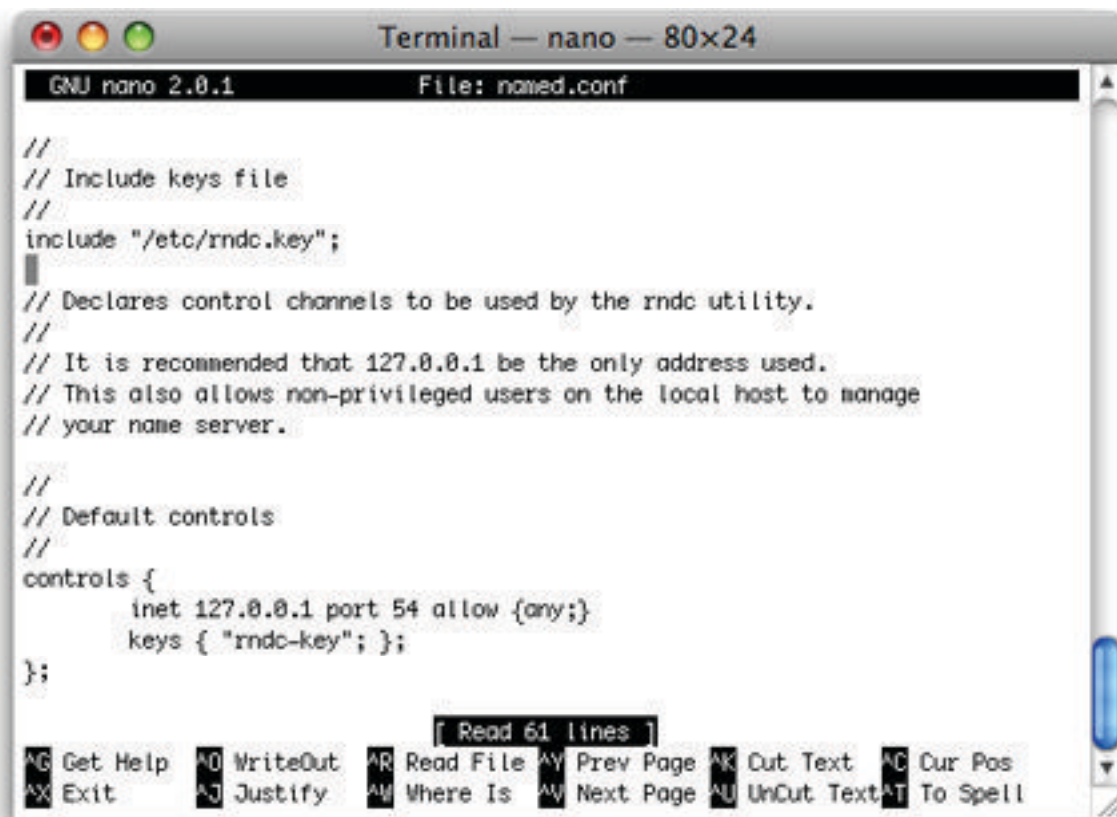 Terminal — nano — 80×24
GNU nano 2.0.1 File: named.conf
//
// Include keys file
//
include "/etc/rndc.key";
// Declares control channels to be used by the rndc utility.
//
// It is recommended that 127.0.0.1 be the only address used.
// This also allows non-privileged users on the local host to manage
// your name server.
//
// Default controls
//
controls {
inet 127.0.0.1 port 54 allow {any;}
keys { "rndc-key"; };
};
[ Read 61 lines ]
^G Get Help ^O WriteOut ^R Read File ^Y Prev Page ^K Cut Text ^C Cur Pos
^X Exit ^J Justify ^W Where Is ^V Next Page ^U UnCut Text ^T To Spell